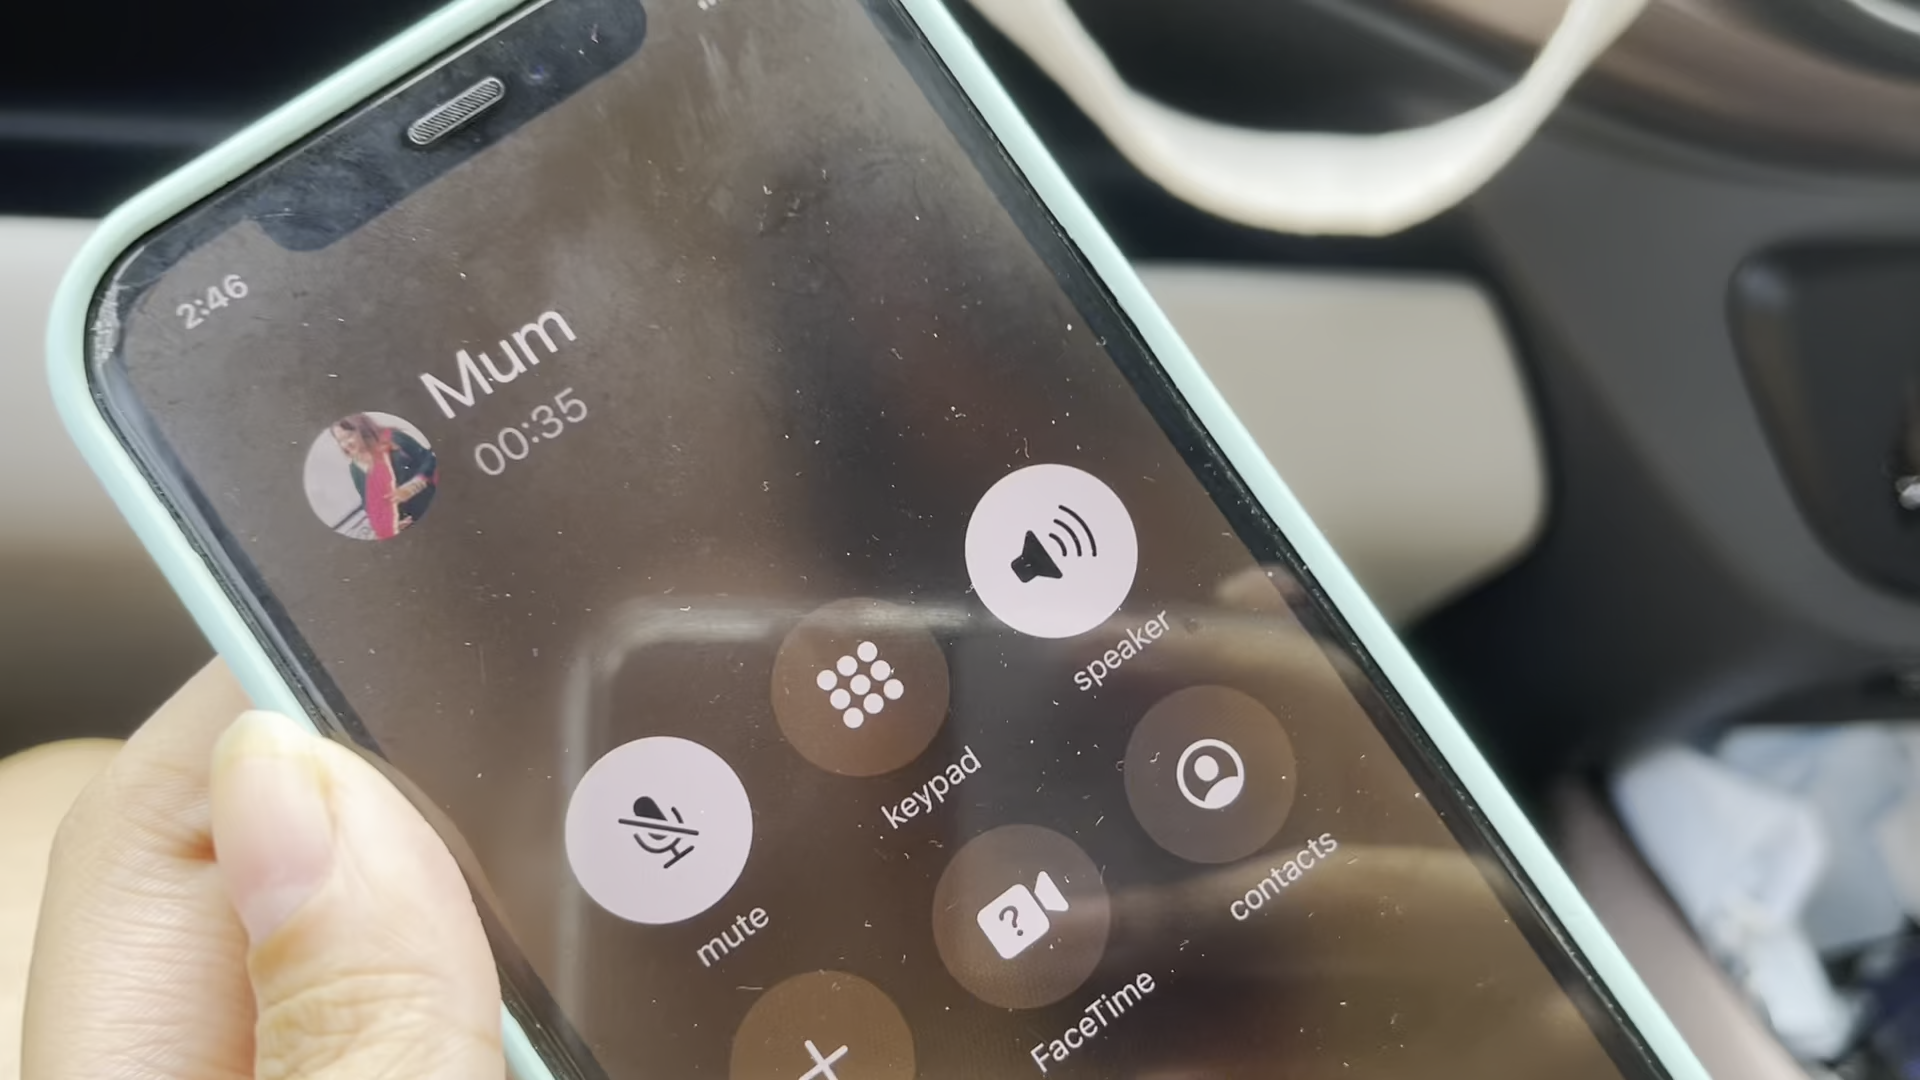 2:46
Mum
00:35
mute
keypad
speaker
FaceTime
contacts